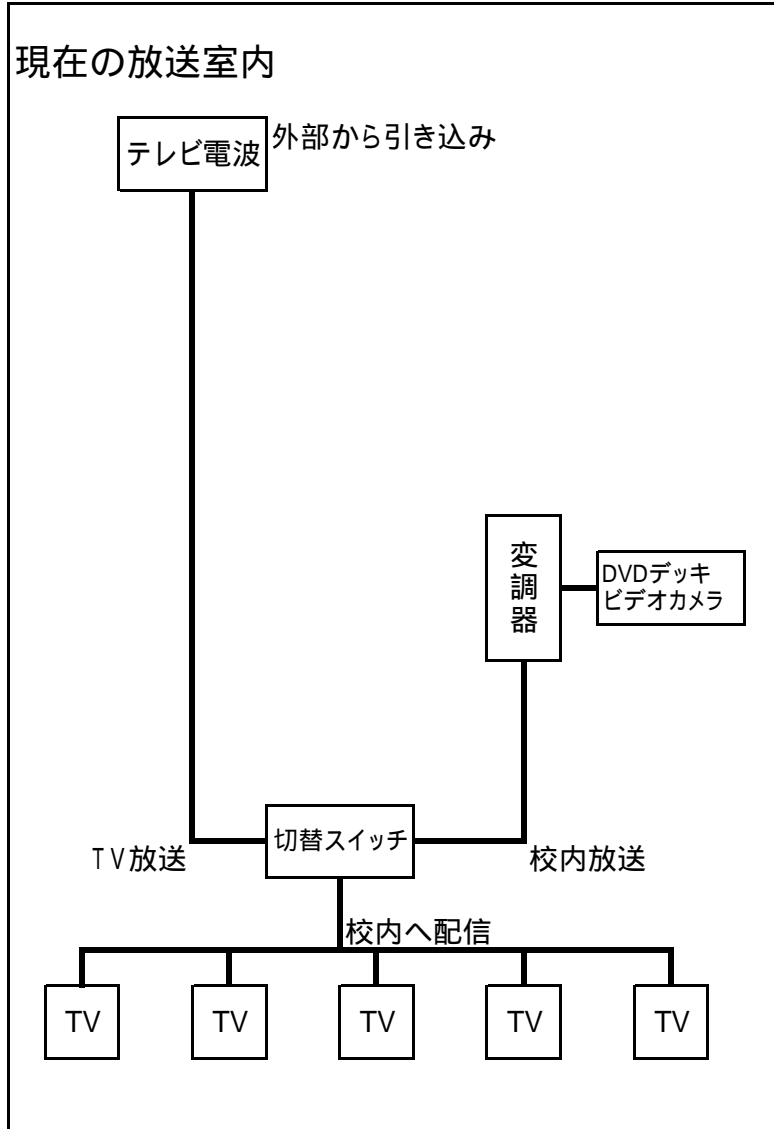 現在の放送室内
テレビ電波
外部から引き込み
変調器
DVDデッキ
ビデオカメラ
切替スイッチ
TV放送
校内放送
校内へ配信
TV
TV
TV
TV
TV